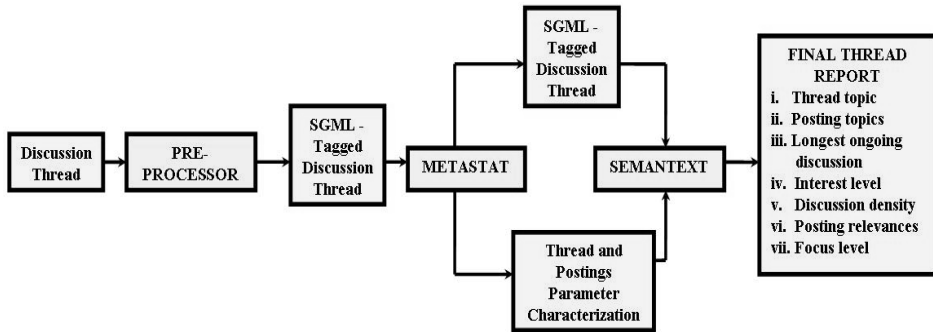 Discussion
Thread
PRE-
PROCESSOR
SGML -
Tagged
Discussion
Thread
METASTAT
SGML -
Tagged
Discussion
Thread
Thread and
Postings
Parameter
Characterization
SEMANTEXT
FINAL THREAD
REPORT
i. Thread topic
ii. Posting topics
iii. Longest ongoing
discussion
iv. Interest level
v. Discussion density
vi. Posting relevances
vii. Focus level